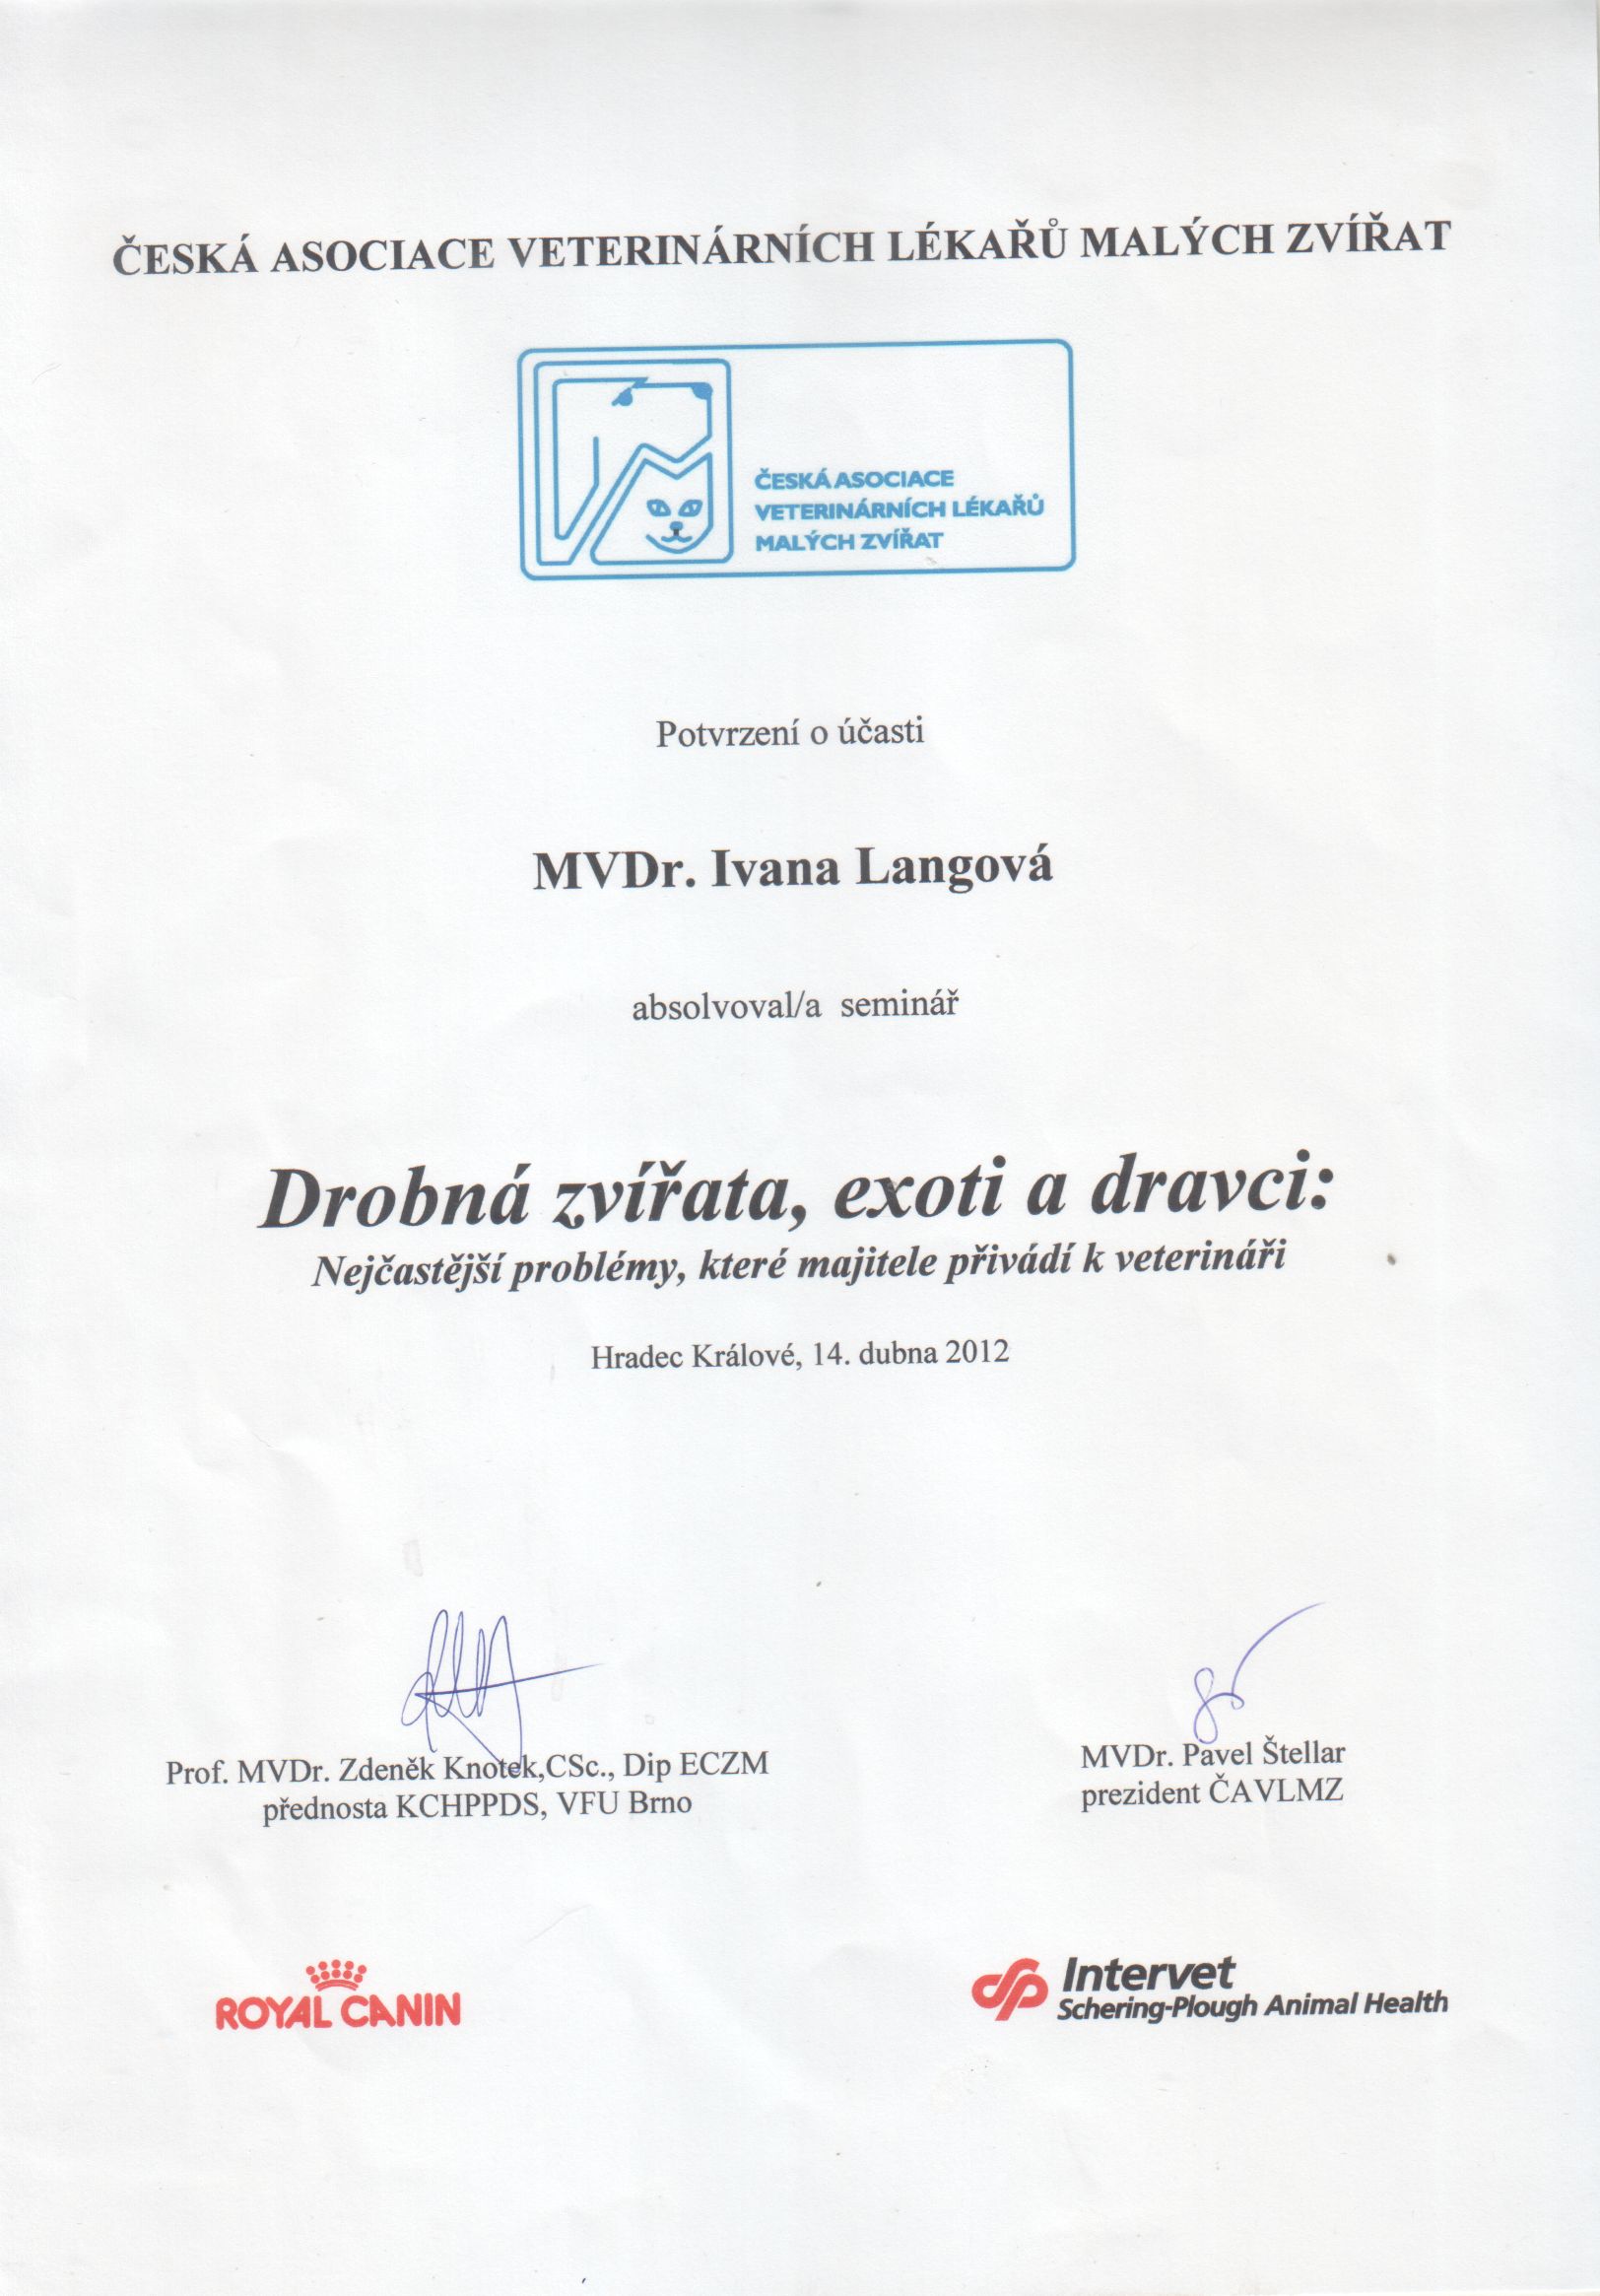 ČESKÁ ASOCIACE VETERINÁRNÍCH LÉKAŘŮ MALÝCH ZVÍŘAT
ČESKÁ ASOCIACE
VETERINÁRNÍCH LÉKAŘŮ
MALÝCH ZVÍŘAT
Potvrzení o účasti
MVDr. Ivana Langová
absolvoval/a seminář
Drobná zvířata, exoti a dravci:
Nejčastější problémy, které majitele přivádí k veterináři
Hradec Králové, 14. dubna 2012
Prof. MVDr. Zdeněk Knotek,CSc., Dip ECZM
přednosta KCHPPDS, VFU Brno
MVDr. Pavel Štellar
prezident ČAVLMZ
ROYAL CANIN
Intervet
Schering-Plough Animal Health